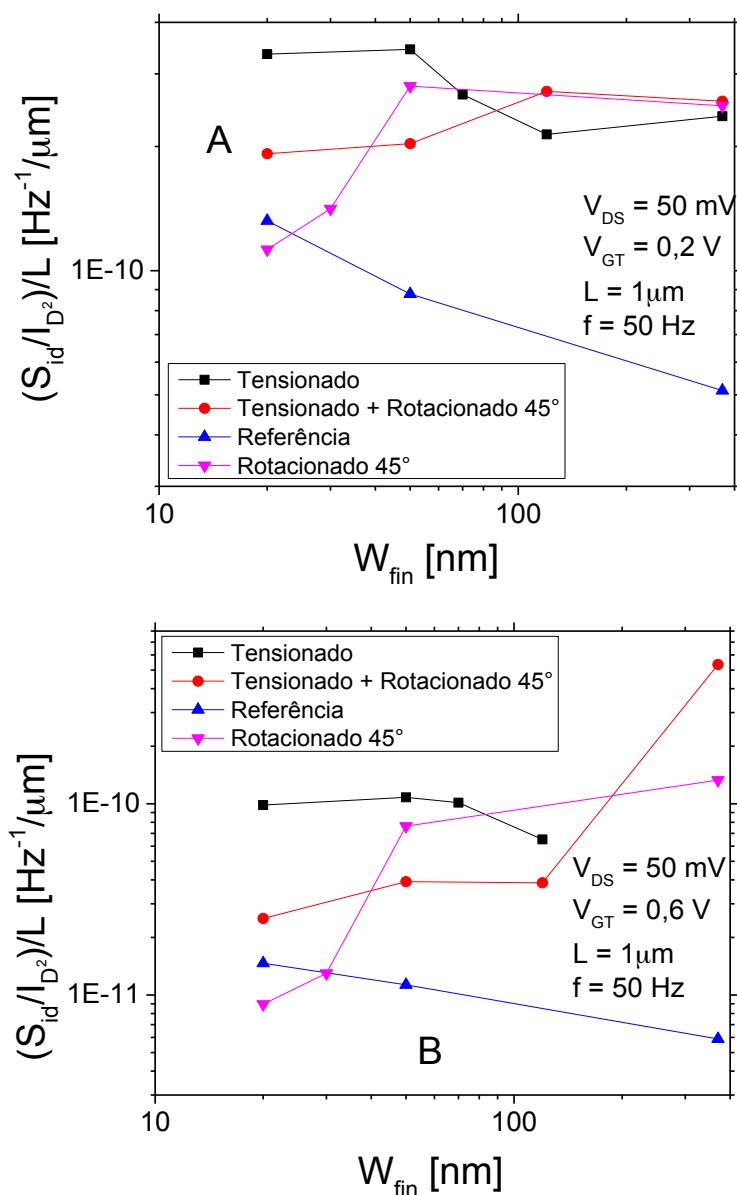 A
(S_id/I_D²)/L [Hz⁻¹/μm]
1E-10
V_DS = 50 mV
V_GT = 0,2 V
L = 1μm
f = 50 Hz
Tensionado
Tensionado + Rotacionado 45°
Referência
Rotacionado 45°
10 100
W_fin [nm]
Tensionado
Tensionado + Rotacionado 45°
Referência
Rotacionado 45°
(S_id/I_D²)/L [Hz⁻¹/μm]
1E-10
1E-11
V_DS = 50 mV
V_GT = 0,6 V
L = 1μm
f = 50 Hz
B
10 100
W_fin [nm]